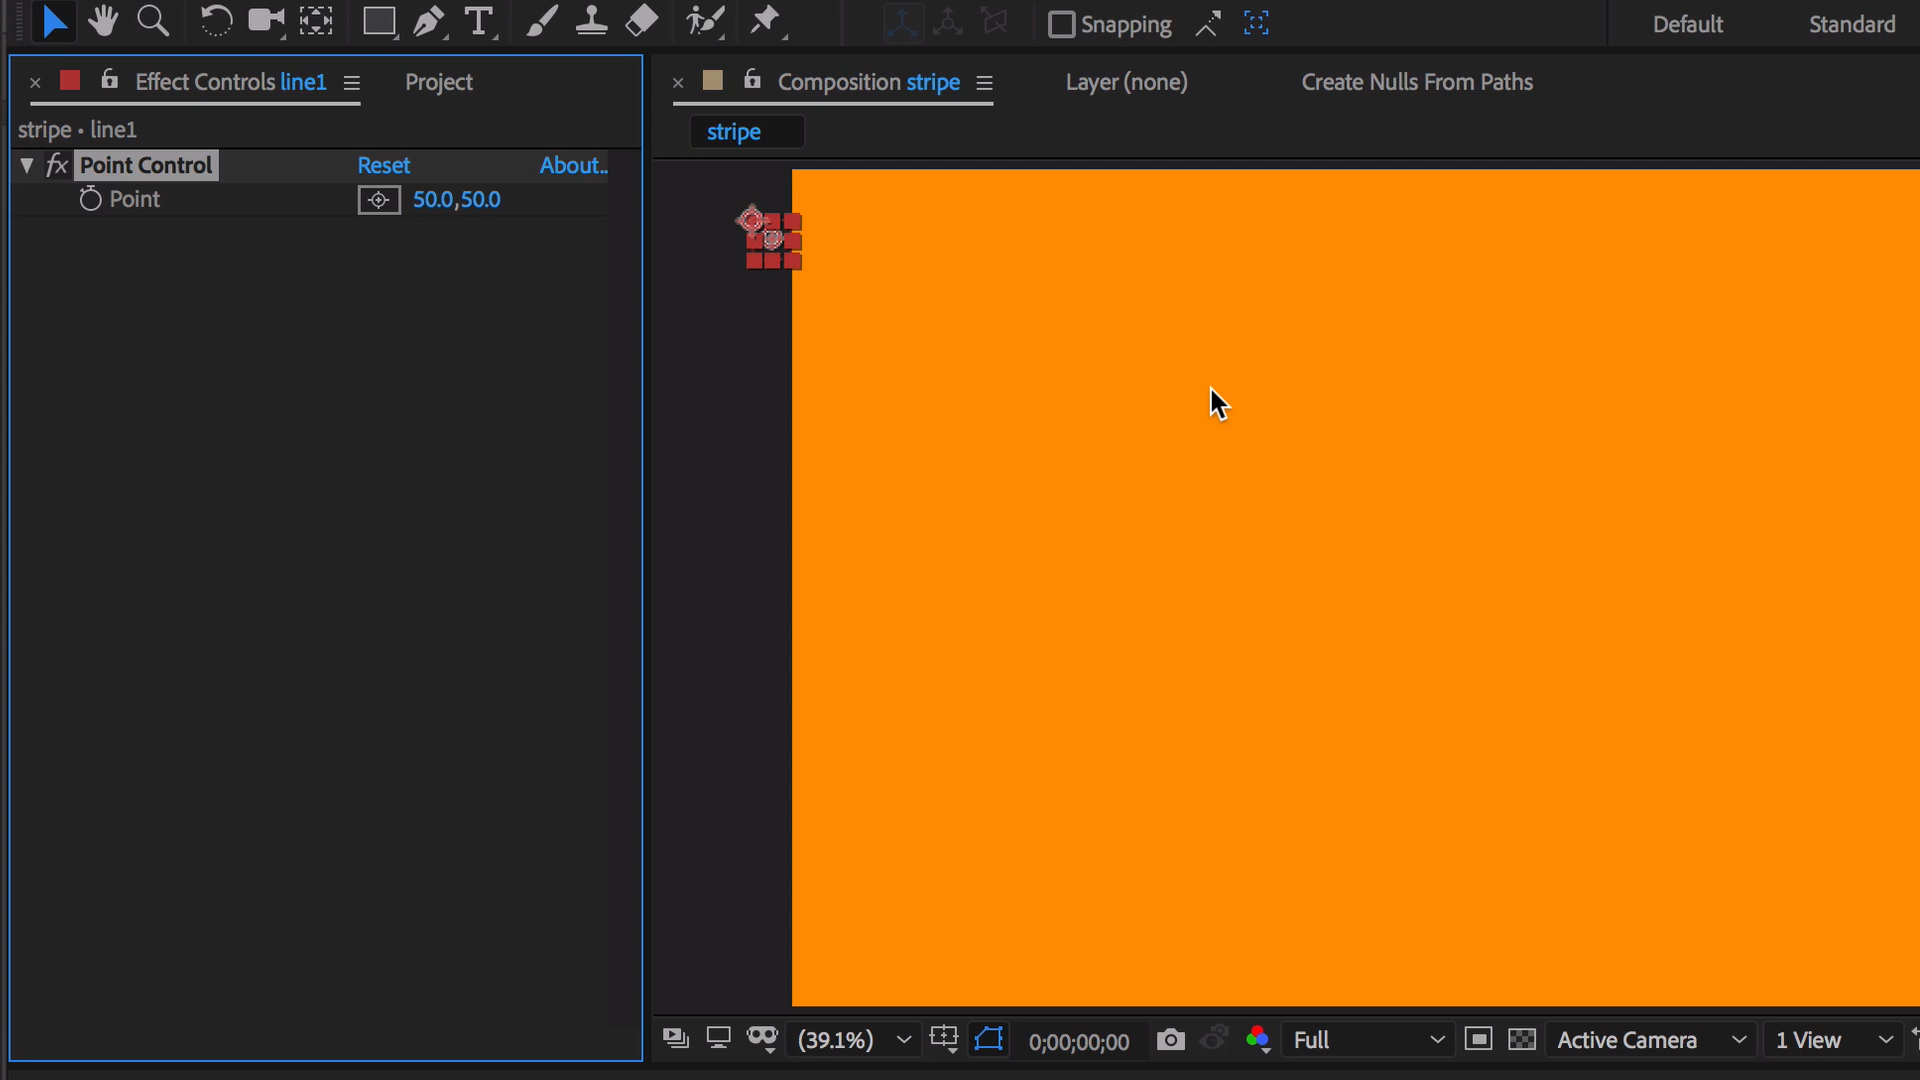 Snapping
Default
Standard
Effect Controls line1
Project
Composition stripe
Layer (none)
Create Nulls From Paths
stripe • line1
stripe
fx Point Control
Reset
About..
Point
50.0,50.0
(39.1%)
0;00;00;00
Full
Active Camera
1 View